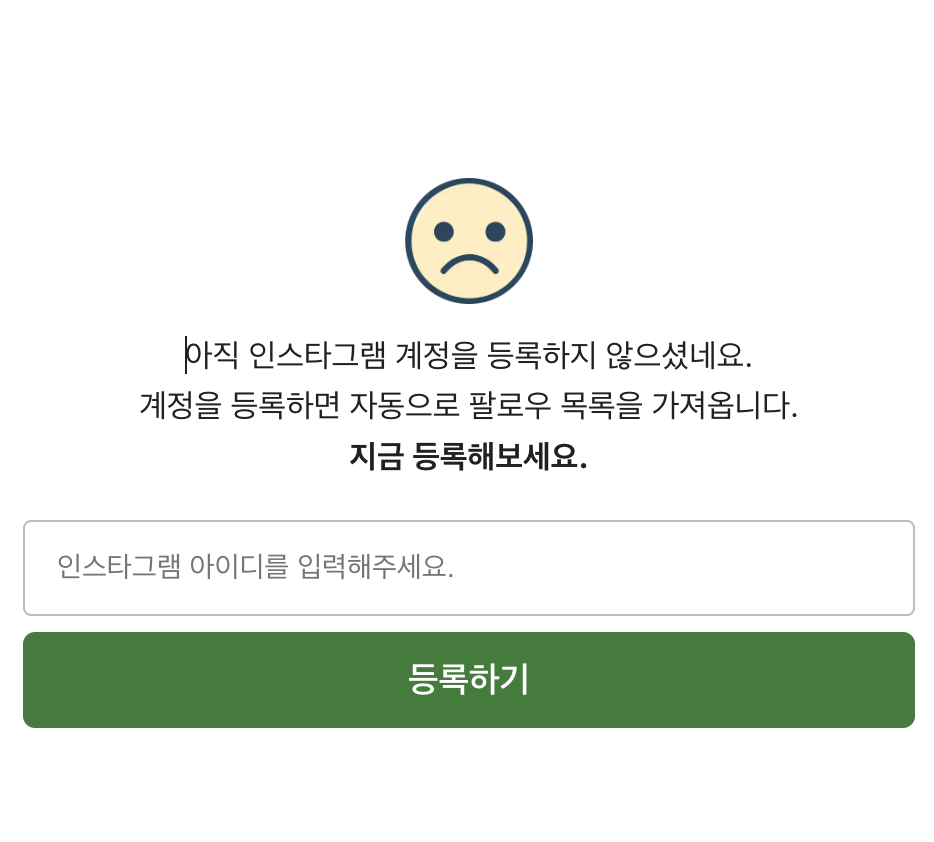 아직 인스타그램 계정을 등록하지 않으셨네요.
계정을 등록하면 자동으로 팔로우 목록을 가져옵니다.
지금 등록해보세요.
인스타그램 아이디를 입력해주세요.
등록하기